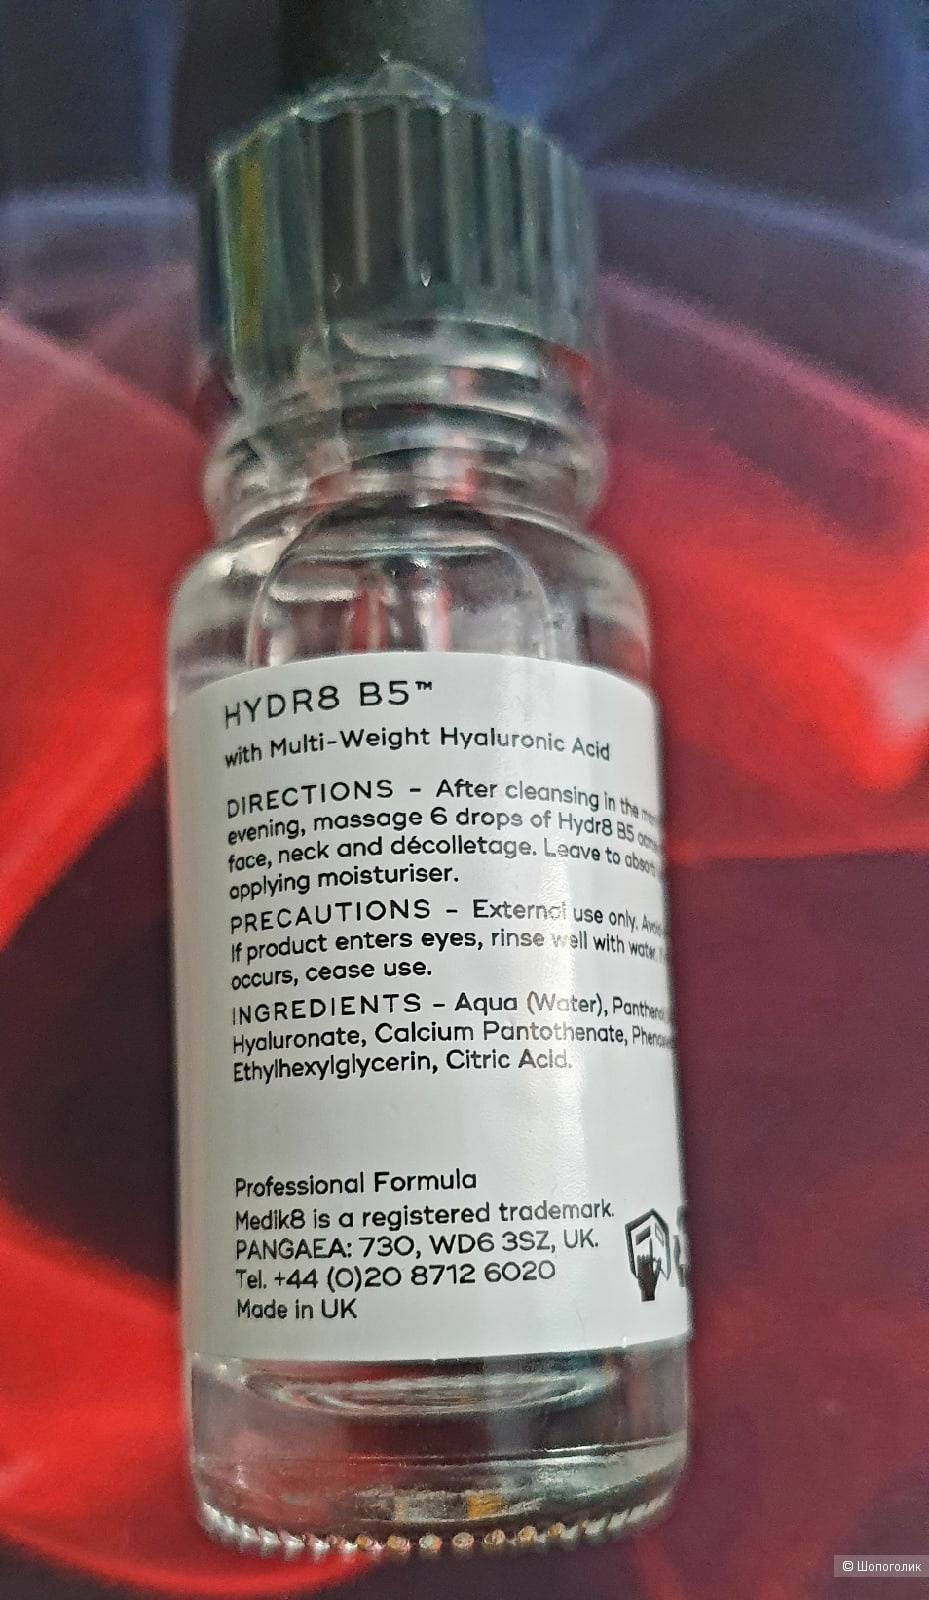 HYDR8 B5™
with Multi-Weight Hyaluronic Acid
DIRECTIONS - After cleansing in the
evening, massage 6 drops of Hydr8 B5
face, neck and décolletage. Leave to
applying moisturiser.
PRECAUTIONS - External use only.
If product enters eyes, rinse well with water.
occurs, cease use.
INGREDIENTS - Aqua (Water),
Hyaluronate, Calcium Pantothenate,
Ethylhexylglycerin, Citric Acid.
Professional Formula
Medik8 is a registered trademark.
PANGAEA: 730, WD6 3SZ, UK.
Tel. +44 (0)20 8712 6020
Made in UK
© Шопоголик